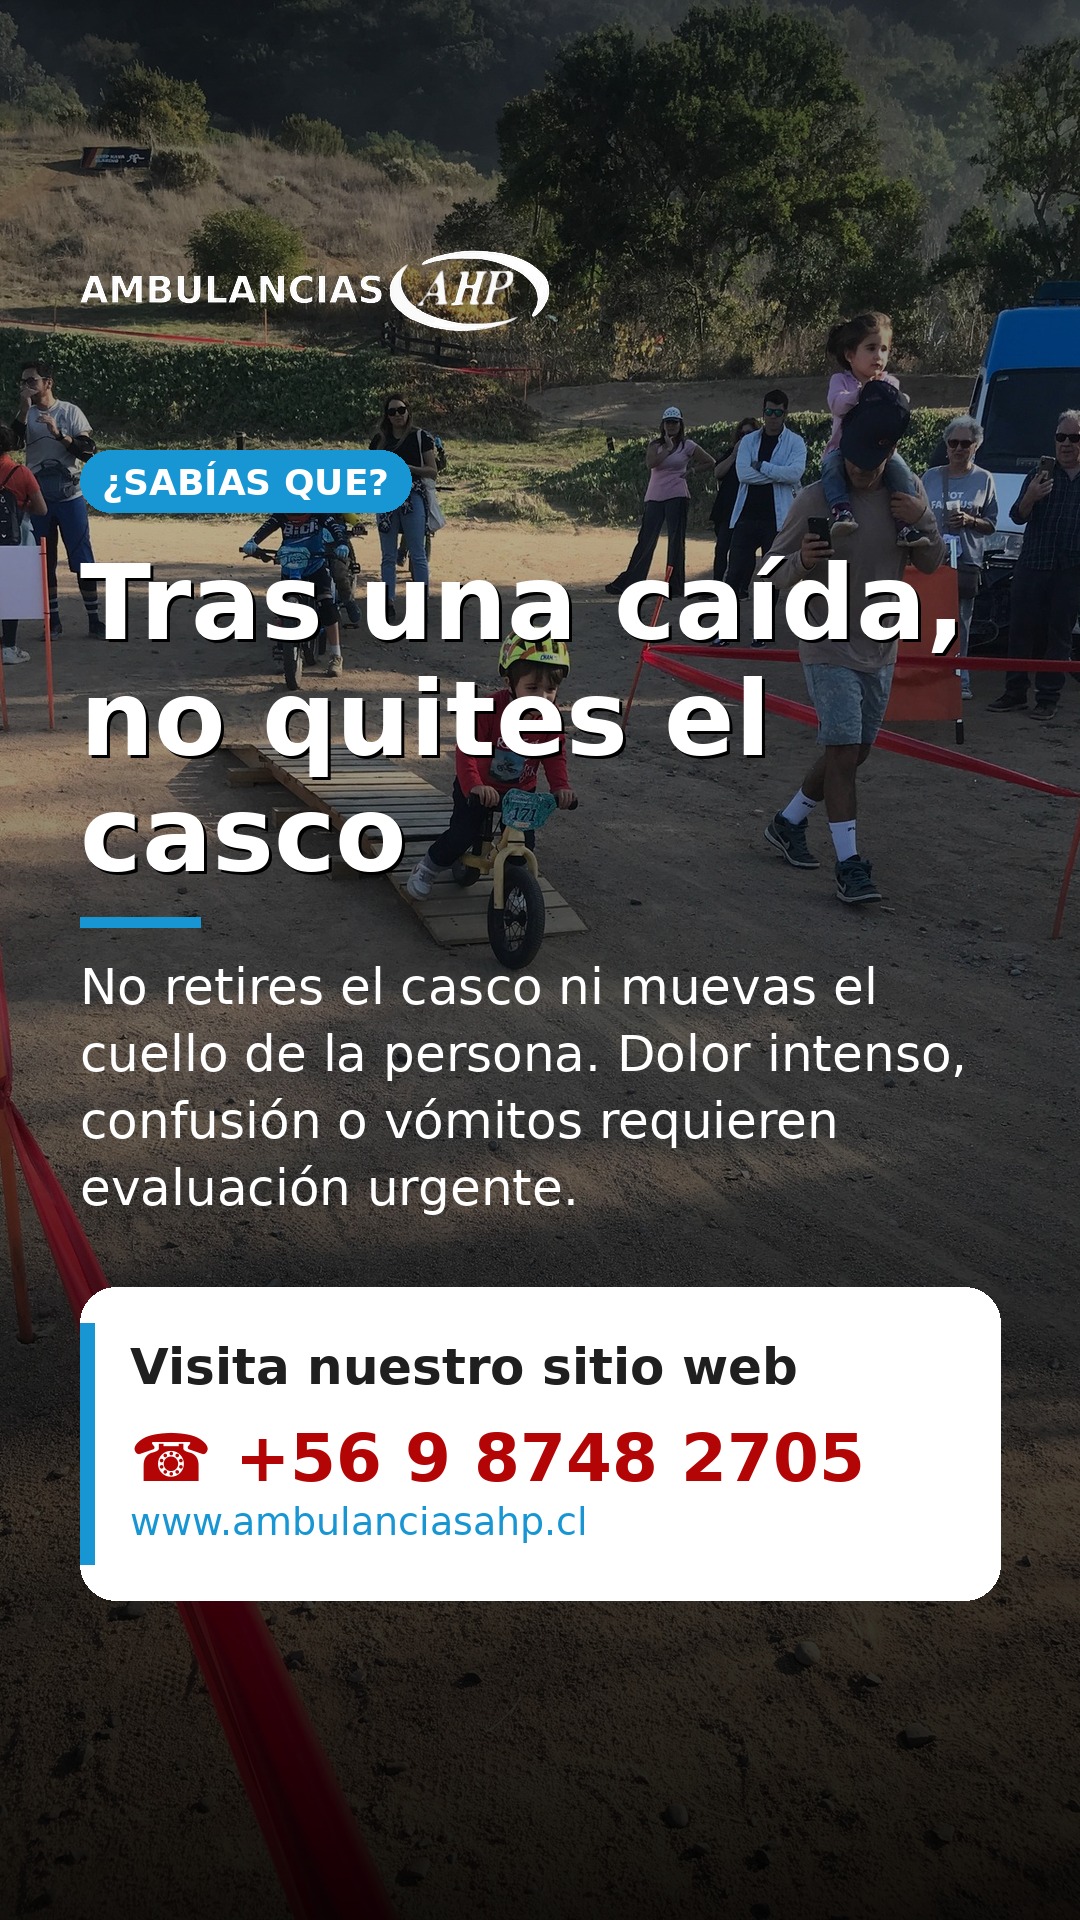 AMBULANCIAS AHP
¿SABÍAS QUE?
Tras una caída,
no quites el
casco
171
No retires el casco ni muevas el
cuello de la persona. Dolor intenso,
confusión o vómitos requieren
evaluación urgente.
Visita nuestro sitio web
☎ +56 9 8748 2705
www.ambulanciasahp.cl